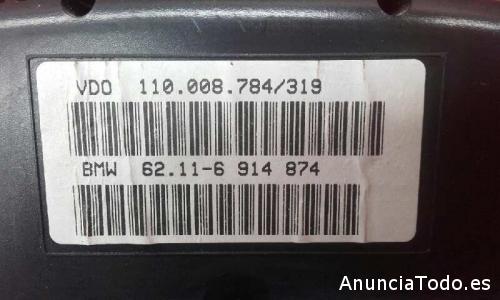 VDO 110.008.784/319
BMW 62.11-6 914 874
AnunciaTodo.es